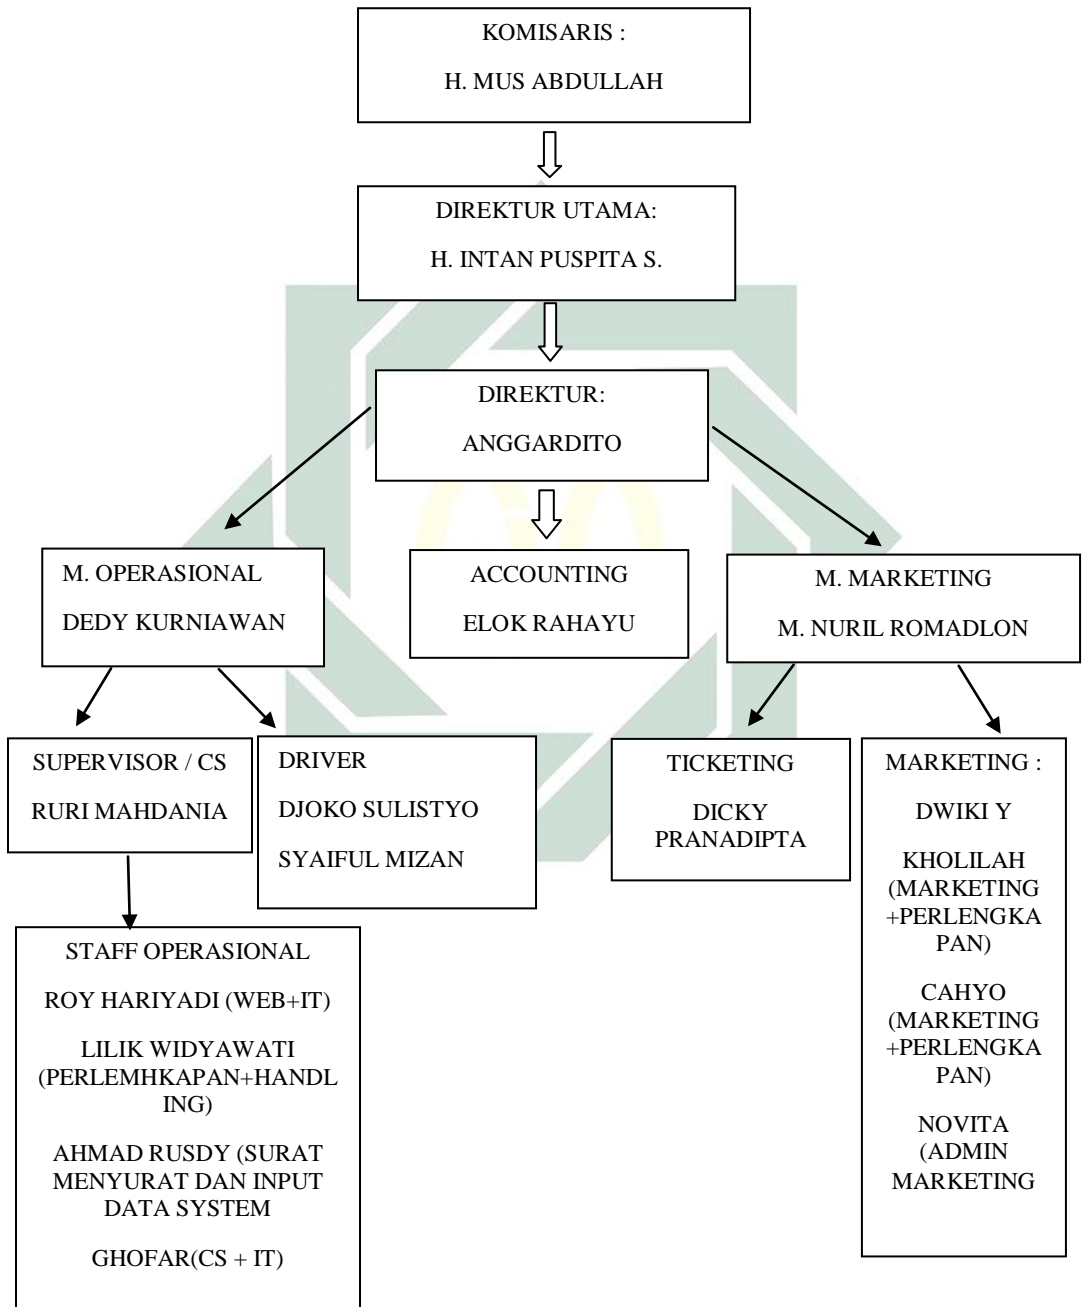 KOMISARIS :
H. MUS ABDULLAH
DIREKTUR UTAMA:
H. INTAN PUSPITA S.
DIREKTUR:
ANGGARDITO
M. OPERASIONAL
DEDY KURNIAWAN
ACCOUNTING
ELOK RAHAYU
M. MARKETING
M. NURIL ROMADLON
SUPERVISOR / CS
RURI MAHDANIA
DRIVER
DJOKO SULISTYO
SYAIFUL MIZAN
TICKETING
DICKY
PRANADIPTA
MARKETING :
DWIKI Y
KHOLILAH
(MARKETING
+PERLENGKA
PAN)
CAHYO
(MARKETING
+PERLENGKA
PAN)
NOVITA
(ADMIN
MARKETING
STAFF OPERASIONAL
ROY HARIYADI (WEB+IT)
LILIK WIDYAWATI
(PERLEMHKAPAN+HANDL
ING)
AHMAD RUSDY (SURAT
MENYURAT DAN INPUT
DATA SYSTEM
GHOFAR(CS + IT)